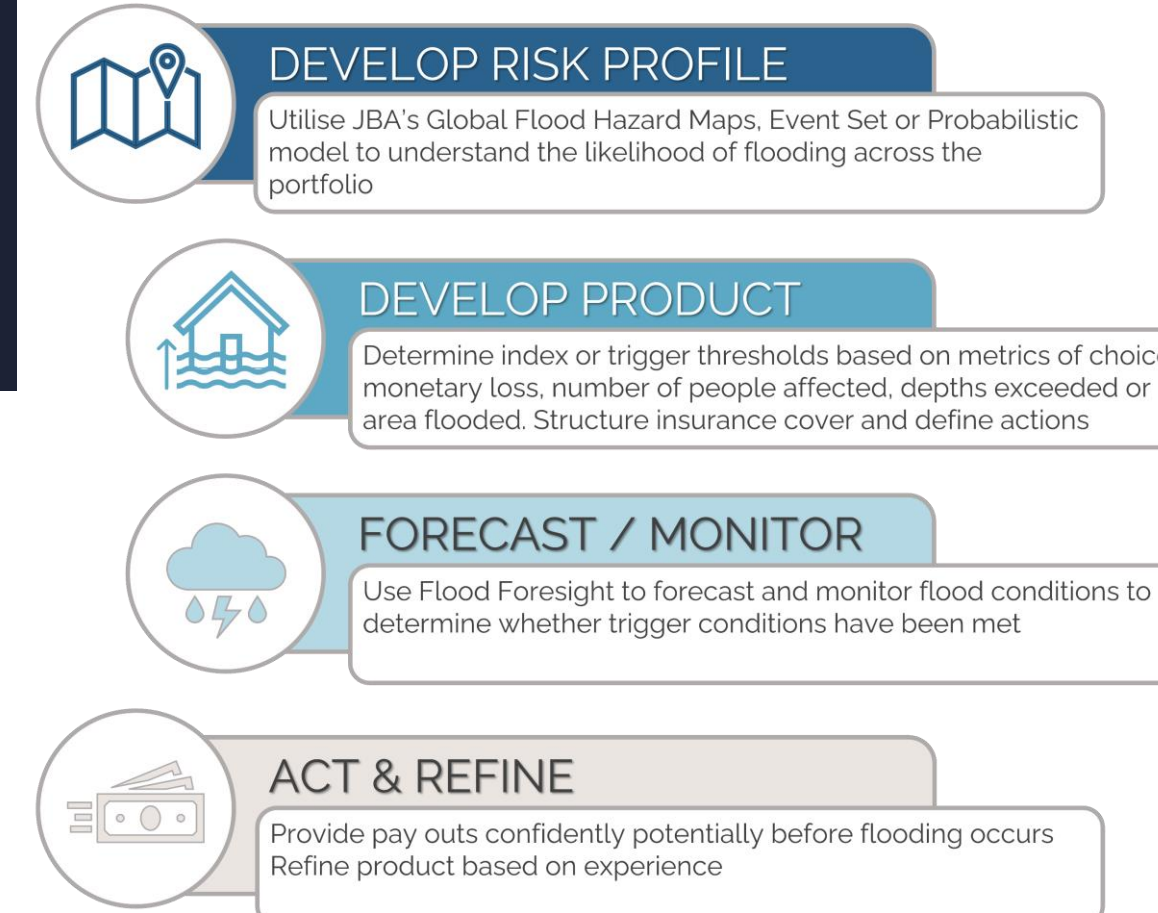 DEVELOP RISK PROFILE
Utilise JBA's Global Flood Hazard Maps, Event Set or Probabilistic
model to understand the likelihood of flooding across the
portfolio
DEVELOP PRODUCT
Determine index or trigger thresholds based on metrics of
monetary loss, number of people affected, depths exceeded or
area flooded. Structure insurance cover and define actions
FORECAST / MONITOR
Use Flood Foresight to forecast and monitor flood conditions to
determine whether trigger conditions have been met
ACT & REFINE
Provide pay outs confidently potentially before flooding occurs
Refine product based on experience